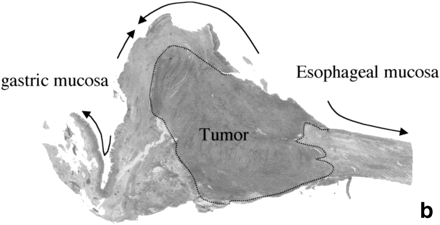 Esophageal mucosa
gastric mucosa
Tumor
b